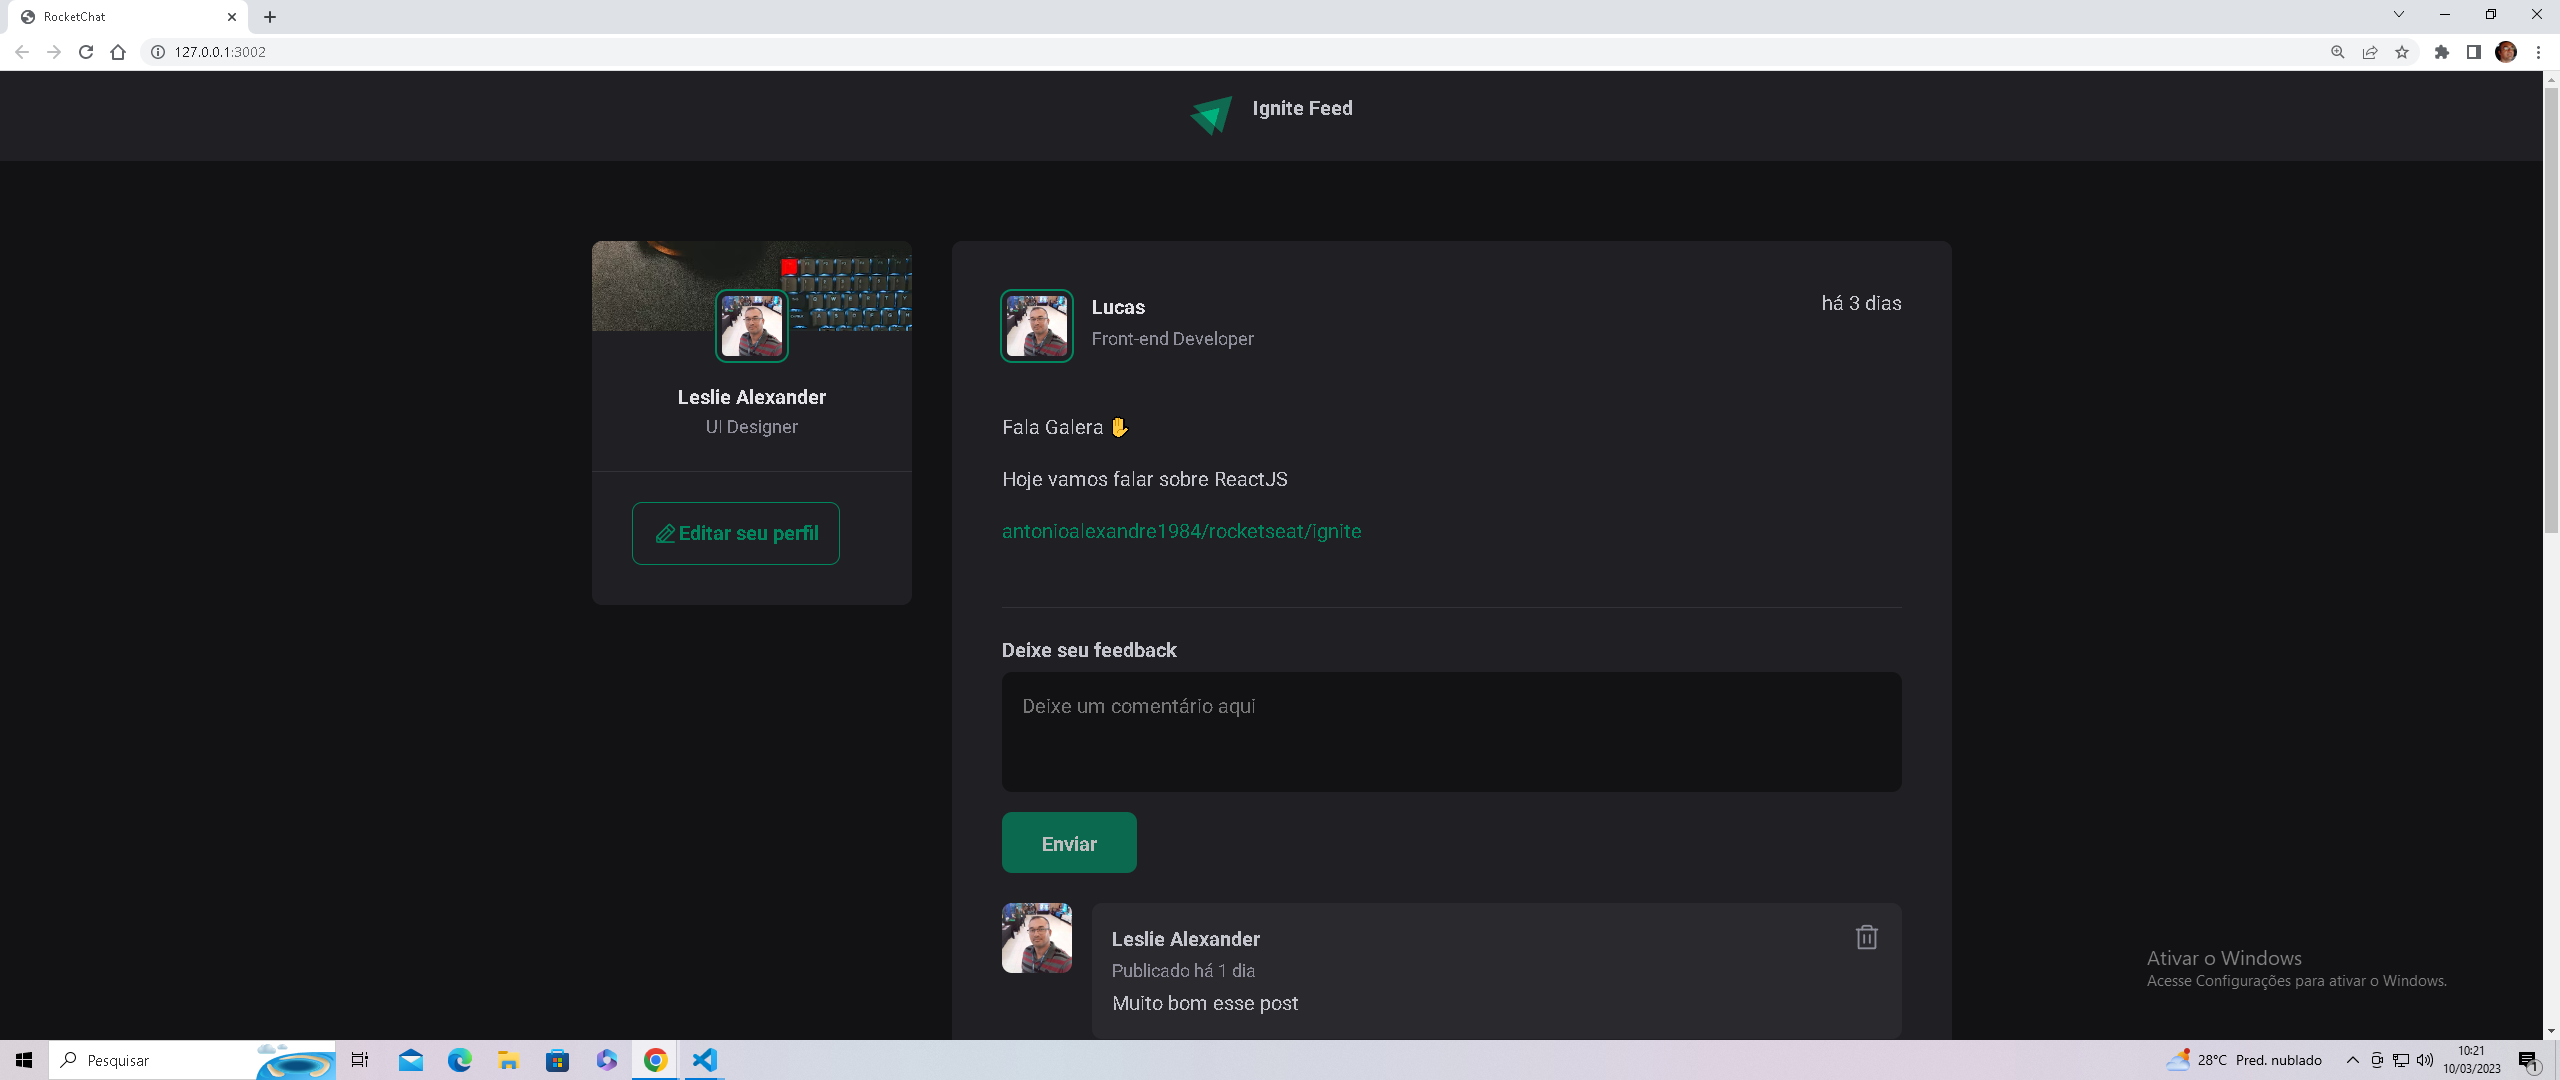 RocketChat
127.0.0.1:3002
Ignite Feed
Leslie Alexander
UI Designer
Editar seu perfil
Lucas
Front-end Developer
há 3 dias
Fala Galera ✋
Hoje vamos falar sobre ReactJS
antonioalexandre1984/rocketseat/ignite
Deixe seu feedback
Deixe um comentário aqui
Enviar
Leslie Alexander
Publicado há 1 dia
Muito bom esse post
Ativar o Windows
Acesse Configurações para ativar o Windows.
Pesquisar
28°C Pred. nublado
10:21
10/03/2023
1